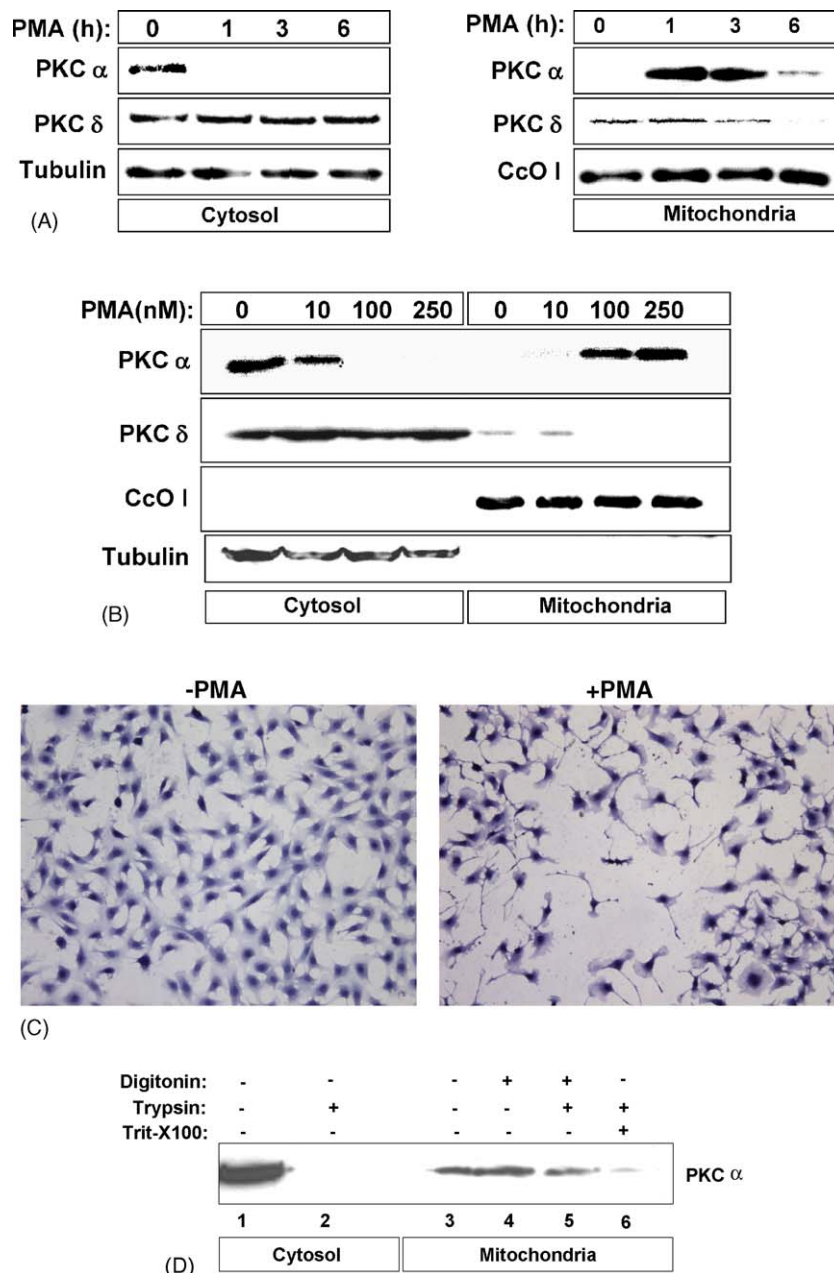 PMA (h): 0 1 3 6
PKC α
PKC δ
Tubulin
Cytosol
(A)
PMA (h): 0 1 3 6
PKC α
PKC δ
CcO I
Mitochondria
PMA(nM): 0 10 100 250 0 10 100 250
PKC α
PKC δ
CcO I
Tubulin
Cytosol Mitochondria
(B)
-PMA +PMA
(C)
Digitonin: - - - + + -
Trypsin: - + - - + +
Trit-X100: - - - - - +
PKC α
1 2 3 4 5 6
Cytosol Mitochondria
(D)